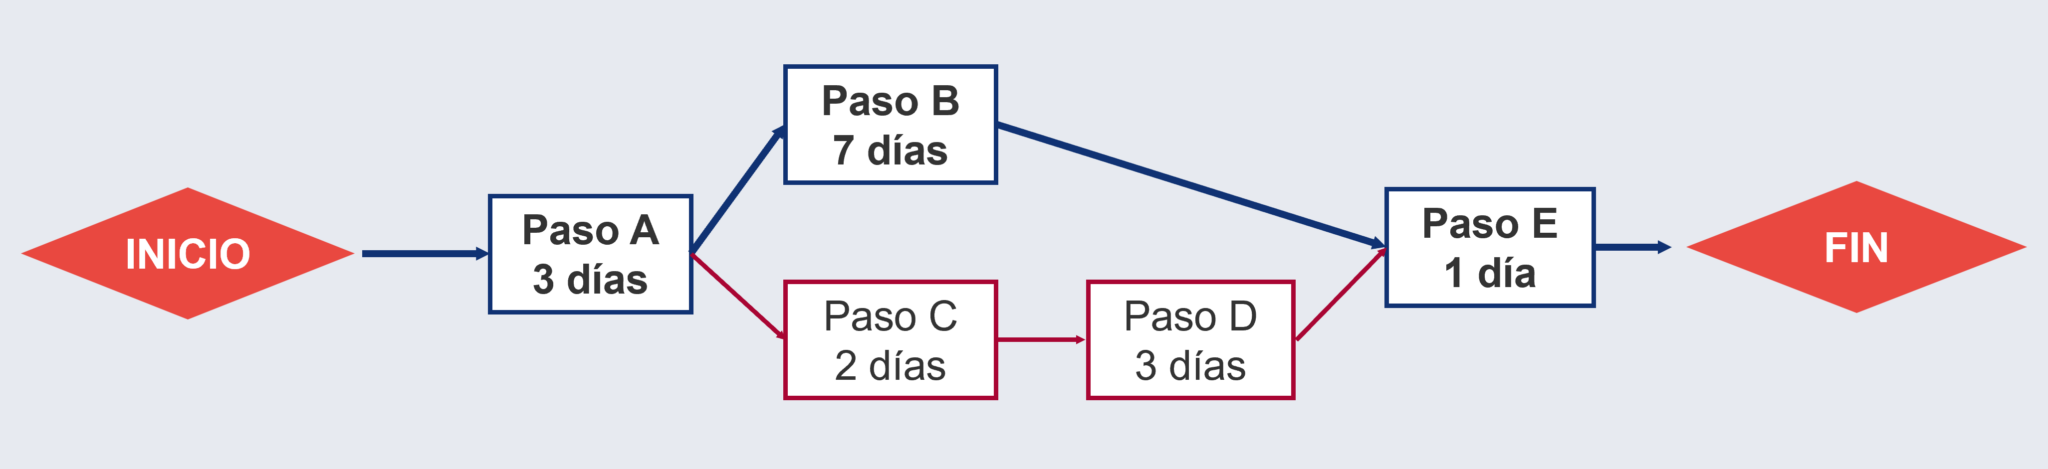 INICIO
Paso A
3 días
Paso B
7 días
Paso C
2 días
Paso D
3 días
Paso E
1 día
FIN